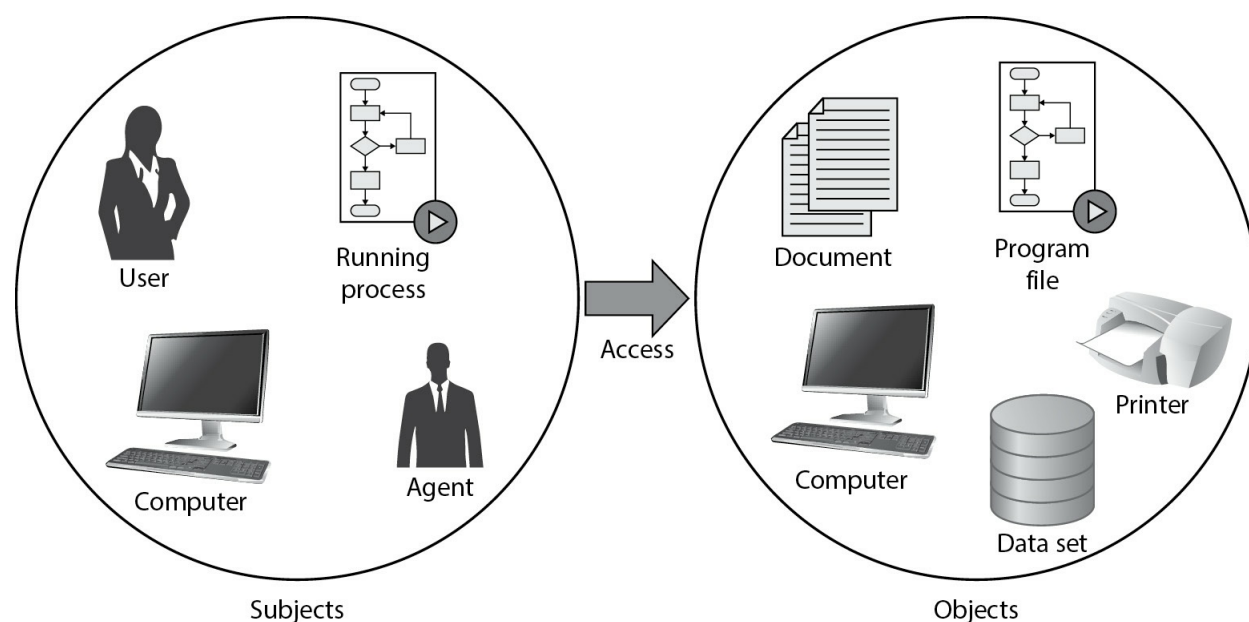 User
Running
process
Computer
Agent
Subjects
Access
Document
Program
file
Computer
Printer
Data set
Objects